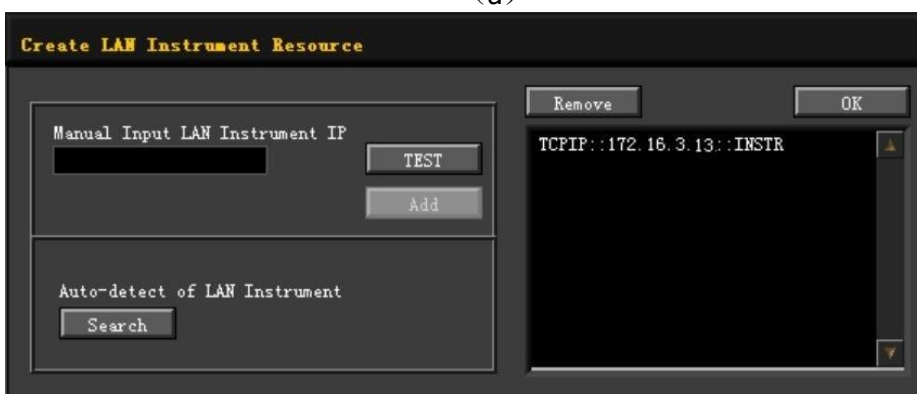 (a)
Create LAN Instrument Resource
Remove
OK
Manual Input LAN Instrument IP
TCPIP::172.16.3.13::INSTR
TEST
Add
Auto-detect of LAN Instrument
Search